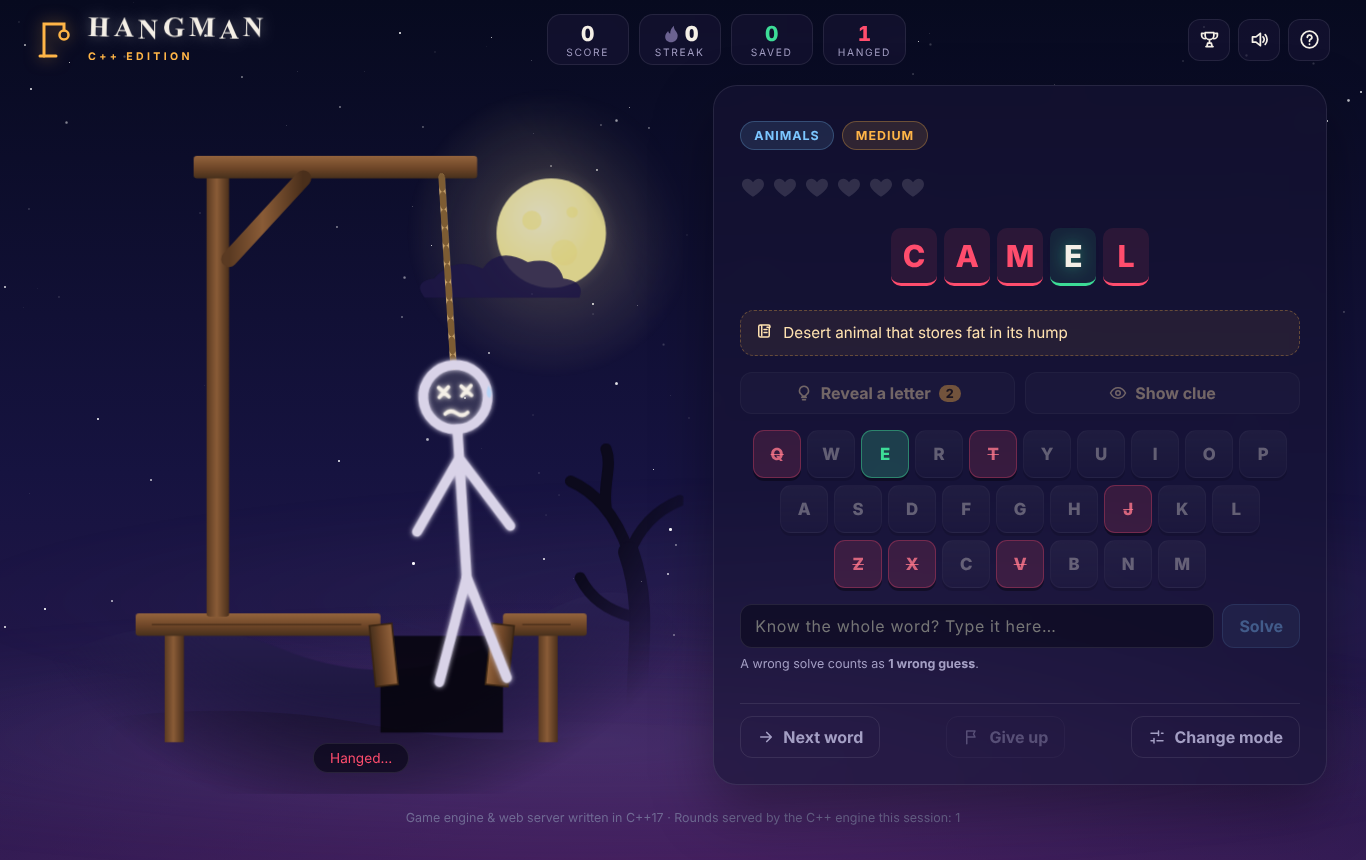 HANGMAN
C++ EDITION
0
SCORE
0
STREAK
0
SAVED
1
HANGED
ANIMALS
MEDIUM
C A M E L
Desert animal that stores fat in its hump
Reveal a letter 2
Show clue
Q W E R T Y U I O P
A S D F G H J K L
Z X C V B N M
Know the whole word? Type it here...
Solve
A wrong solve counts as 1 wrong guess.
Next word
Give up
Change mode
Hanged...
Game engine & web server written in C++17 · Rounds served by the C++ engine this session: 1